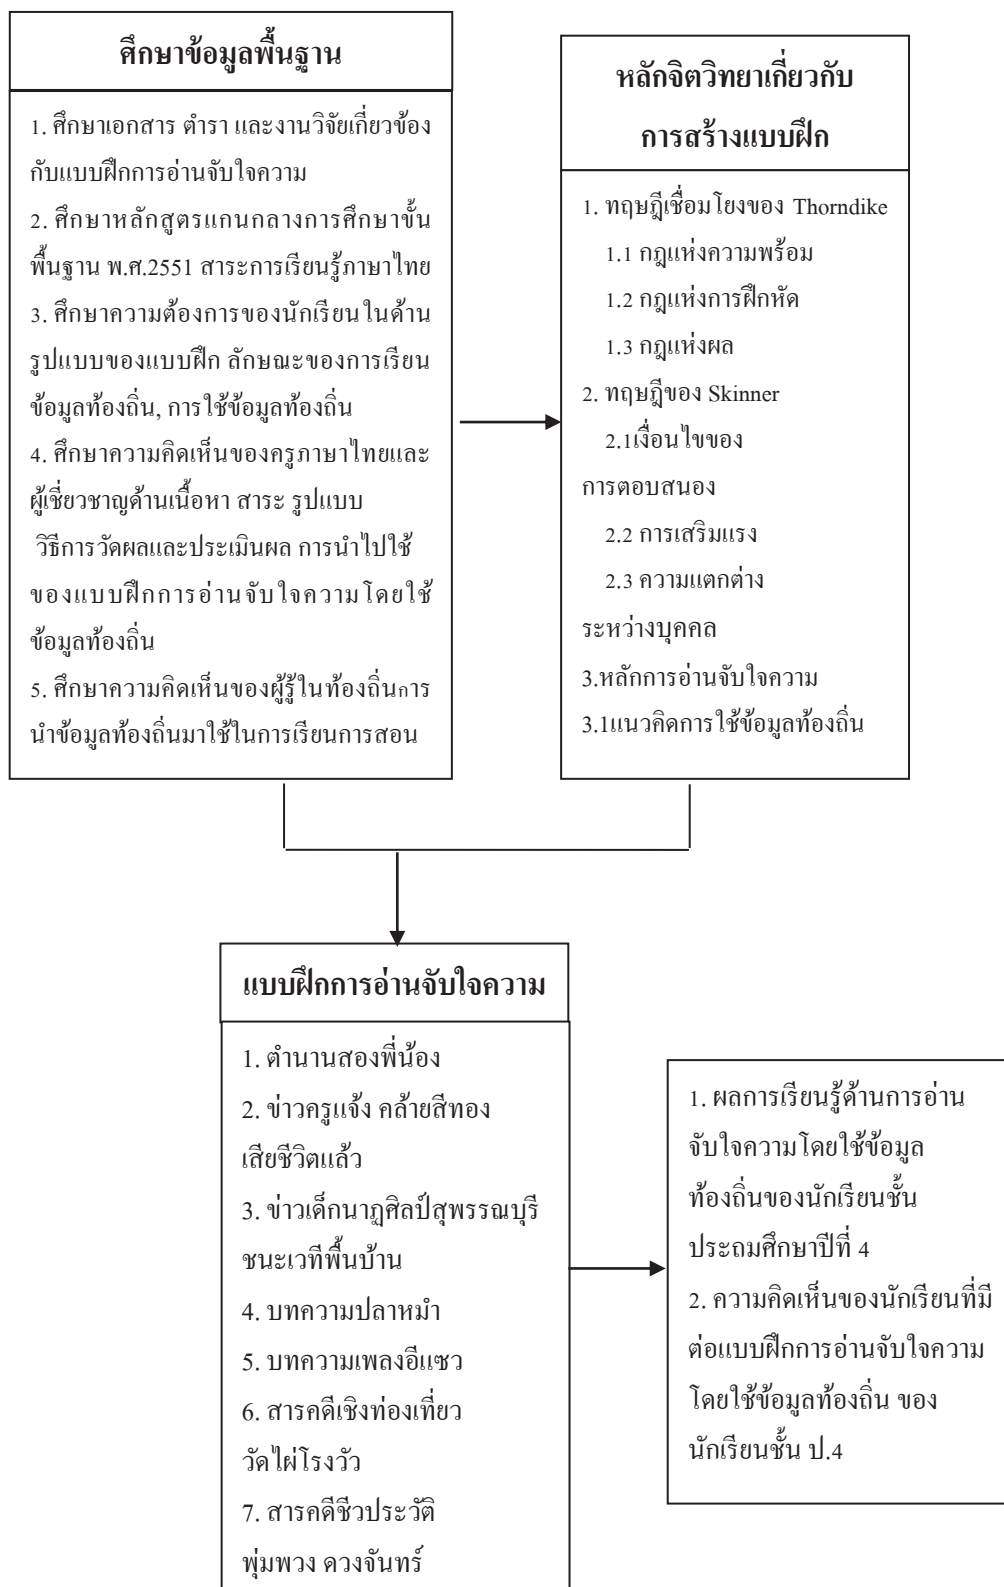 ศึกษาข้อมูลพื้นฐาน
1. ศึกษาเอกสาร ตำรา และงานวิจัยเกี่ยวข้อง
กับแบบฝึกการอ่านจับใจความ
2. ศึกษาหลักสูตรแกนกลางการศึกษาขั้น
พื้นฐาน พ.ศ.2551 สาระการเรียนรู้ภาษาไทย
3. ศึกษาความต้องการของนักเรียนในด้าน
รูปแบบของแบบฝึก ลักษณะของการเรียน
ข้อมูลท้องถิ่น, การใช้ข้อมูลท้องถิ่น
4. ศึกษาความคิดเห็นของครูภาษาไทยและ
ผู้เชี่ยวชาญด้านเนื้อหา สาระ รูปแบบ
วิธีการวัดผลและประเมินผล การนำไปใช้
ของแบบฝึกการอ่านจับใจความโดยใช้
ข้อมูลท้องถิ่น
5. ศึกษาความคิดเห็นของผู้รู้ในท้องถิ่นการ
นำข้อมูลท้องถิ่นมาใช้ในการเรียนการสอน
หลักจิตวิทยาเกี่ยวกับ
การสร้างแบบฝึก
1. ทฤษฎีเชื่อมโยงของ Thorndike
1.1 กฎแห่งความพร้อม
1.2 กฎแห่งการฝึกหัด
1.3 กฎแห่งผล
2. ทฤษฎีของ Skinner
2.1เงื่อนไขของ
การตอบสนอง
2.2 การเสริมแรง
2.3 ความแตกต่าง
ระหว่างบุคคล
3.หลักการอ่านจับใจความ
3.1แนวคิดการใช้ข้อมูลท้องถิ่น
แบบฝึกการอ่านจับใจความ
1. ตำนานสองพี่น้อง
2. ข่าวครูแจ้ง คล้ายสีทอง
เสียชีวิตแล้ว
3. ข่าวเด็กนาฏศิลป์สุพรรณบุรี
ชนะเวทีพื้นบ้าน
4. บทความปลาหมำ
5. บทความเพลงอีแซว
6. สารคดีเชิงท่องเที่ยว
วัดไผ่โรงวัว
7. สารคดีชีวประวัติ
พุ่มพวง ดวงจันทร์
1. ผลการเรียนรู้ด้านการอ่าน
จับใจความโดยใช้ข้อมูล
ท้องถิ่นของนักเรียนชั้น
ประถมศึกษาปีที่ 4
2. ความคิดเห็นของนักเรียนที่มี
ต่อแบบฝึกการอ่านจับใจความ
โดยใช้ข้อมูลท้องถิ่น ของ
นักเรียนชั้น ป.4